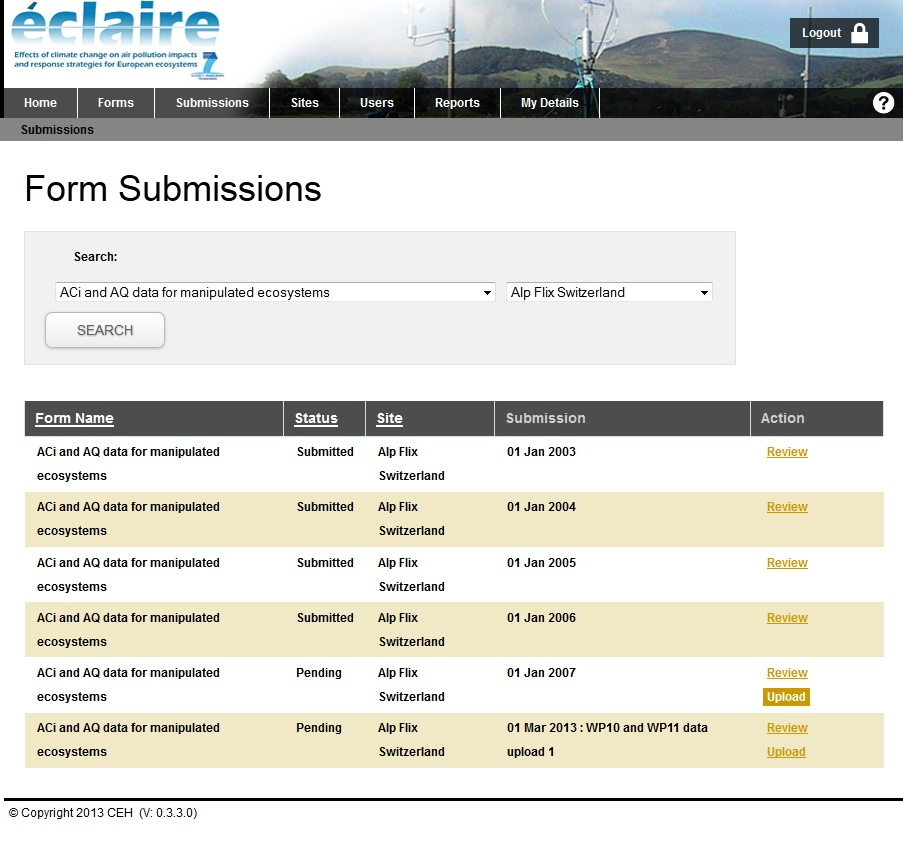 éclaire
Effects of climate change on air pollution impacts
and response strategies for European ecosystems
7
Logout
Home Forms Submissions Sites Users Reports My Details ?
Submissions
Form Submissions
Search:
ACi and AQ data for manipulated ecosystems Alp Flix Switzerland
SEARCH
Form Name Status Site Submission Action
ACi and AQ data for manipulated Submitted Alp Flix 01 Jan 2003 Review
ecosystems Switzerland
ACi and AQ data for manipulated Submitted Alp Flix 01 Jan 2004 Review
ecosystems Switzerland
ACi and AQ data for manipulated Submitted Alp Flix 01 Jan 2005 Review
ecosystems Switzerland
ACi and AQ data for manipulated Submitted Alp Flix 01 Jan 2006 Review
ecosystems Switzerland
ACi and AQ data for manipulated Pending Alp Flix 01 Jan 2007 Review
ecosystems Switzerland Upload
ACi and AQ data for manipulated Pending Alp Flix 01 Mar 2013 : WP10 and WP11 data Review
ecosystems Switzerland upload 1 Upload
© Copyright 2013 CEH (V: 0.3.3.0)